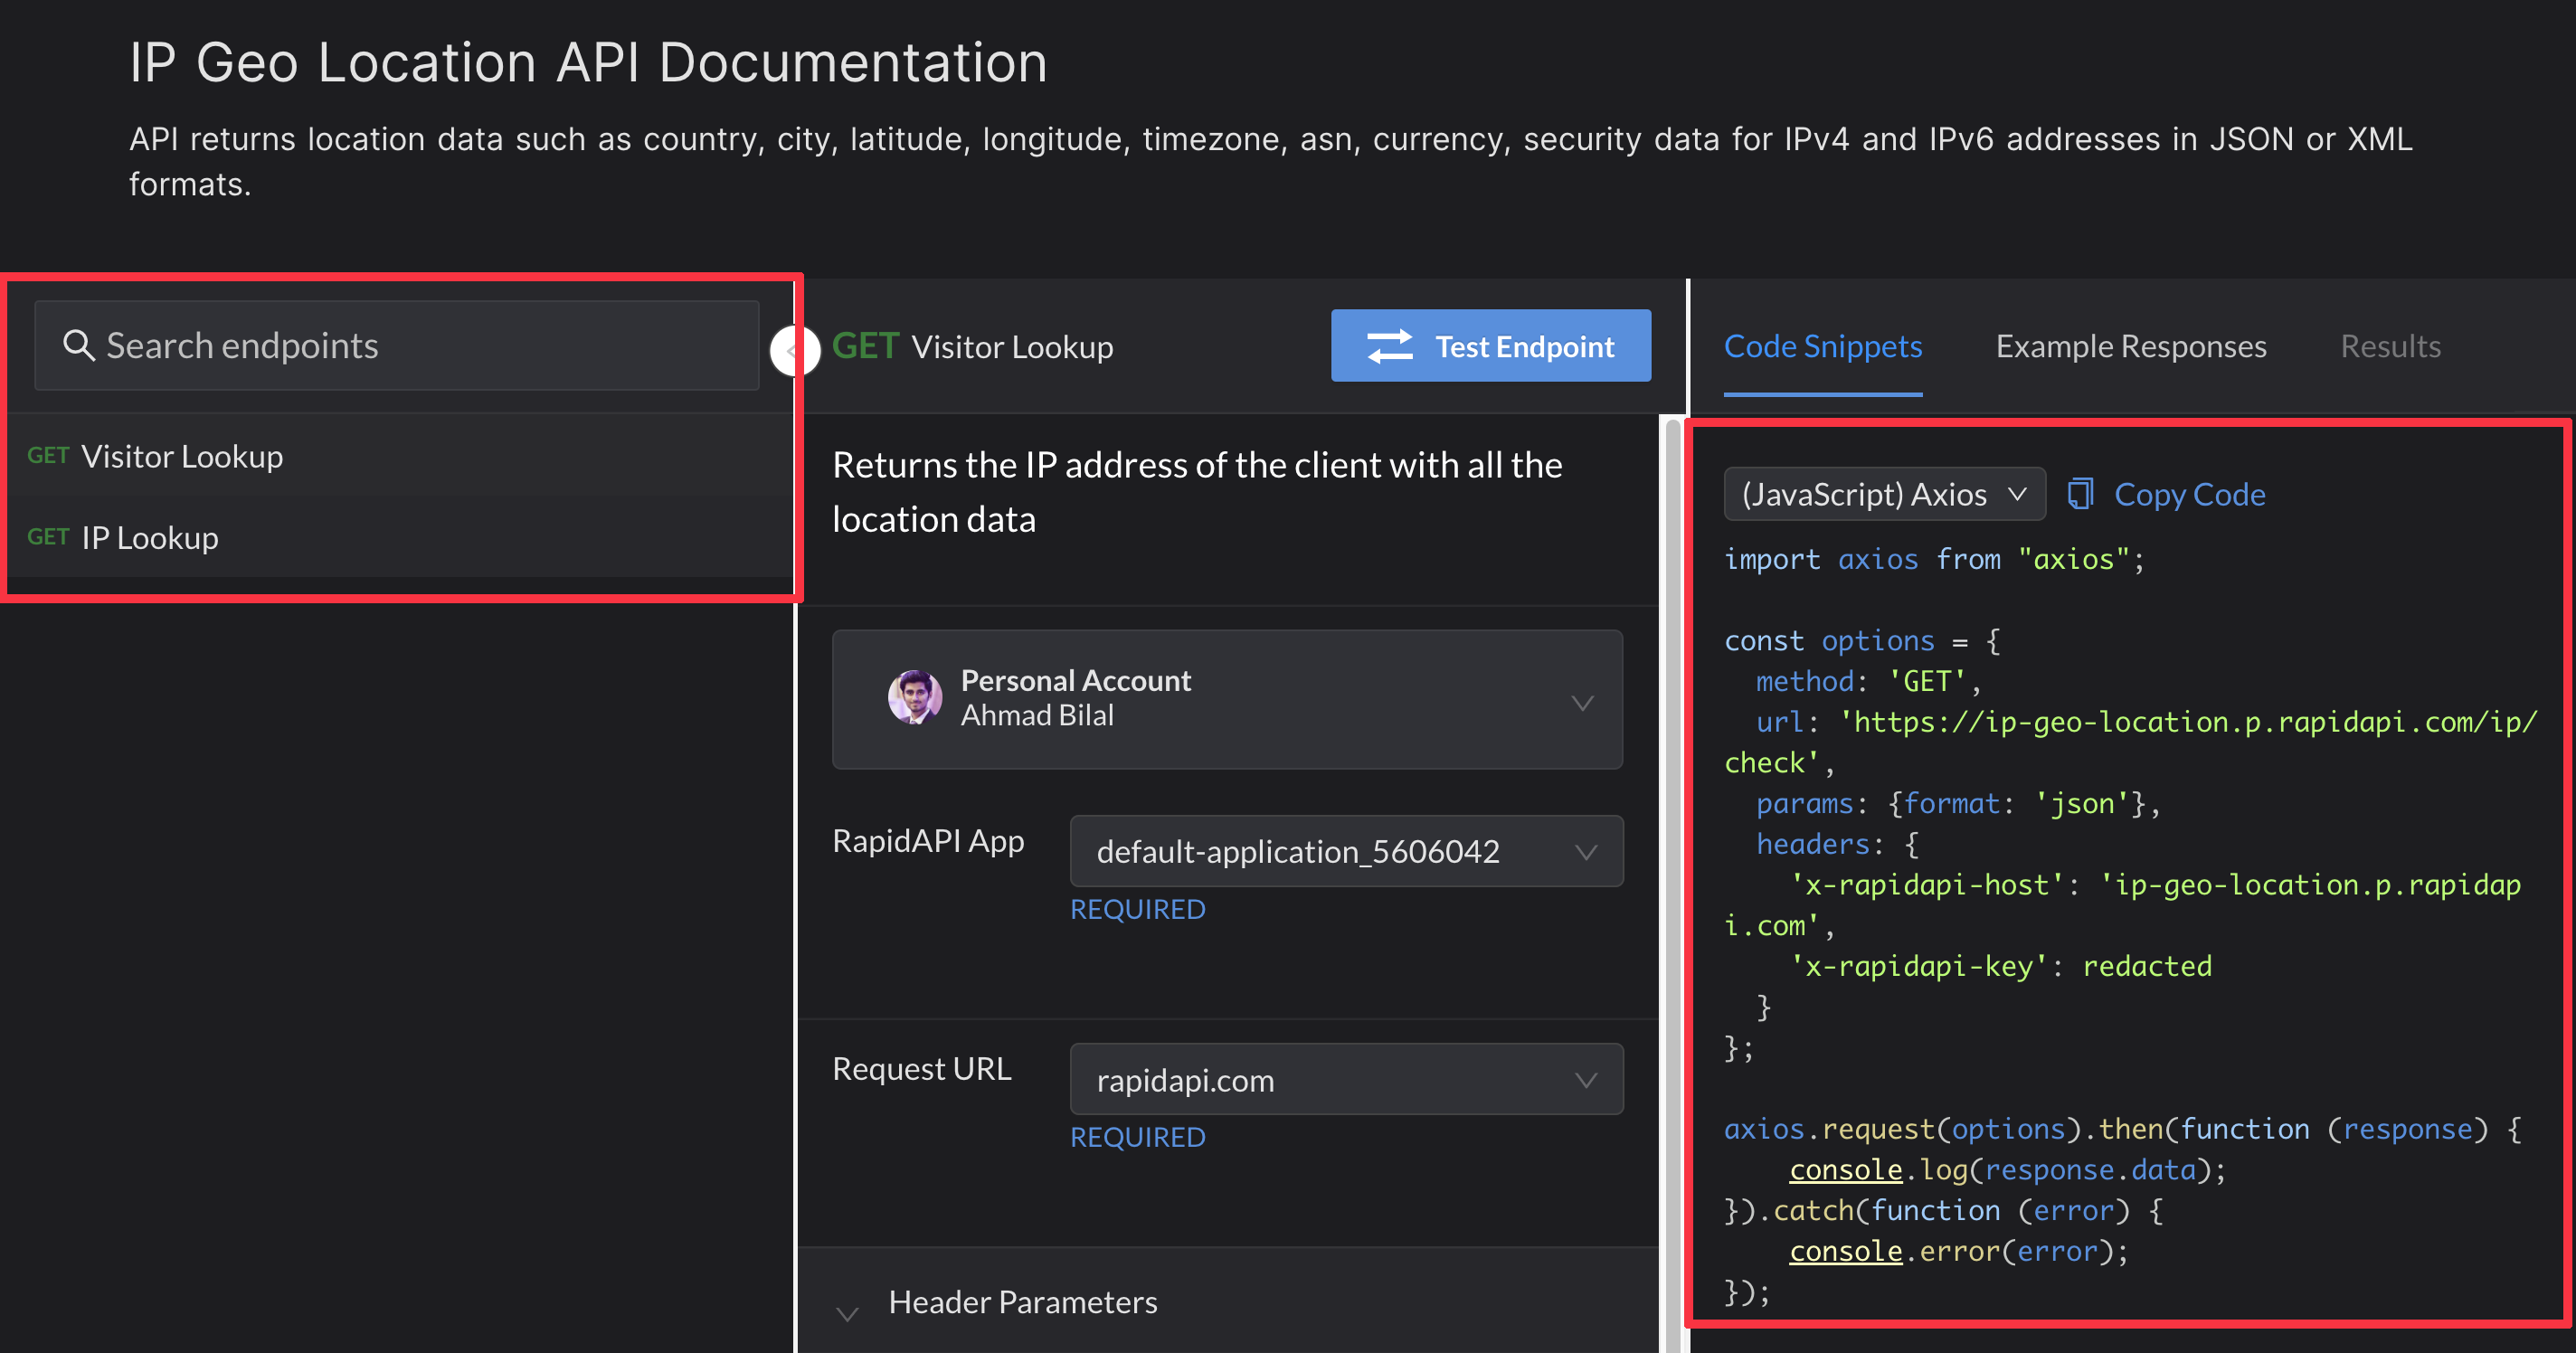 IP Geo Location API Documentation
API returns location data such as country, city, latitude, longitude, timezone, asn, currency, security data for IPv4 and IPv6 addresses in JSON or XML
formats.
Search endpoints
GET Visitor Lookup
GET IP Lookup
GET Visitor Lookup
Test Endpoint
Returns the IP address of the client with all the
location data
Personal Account
Ahmad Bilal
RapidAPI App
default-application_5606042
REQUIRED
Request URL
rapidapi.com
REQUIRED
Header Parameters
Code Snippets
Example Responses
Results
(JavaScript) Axios
Copy Code
import axios from "axios";
const options = {
  method: 'GET',
  url: 'https://ip-geo-location.p.rapidapi.com/ip/
check',
  params: {format: 'json'},
  headers: {
    'x-rapidapi-host': 'ip-geo-location.p.rapidap
i.com',
    'x-rapidapi-key': redacted
  }
};
axios.request(options).then(function (response) {
    console.log(response.data);
}).catch(function (error) {
    console.error(error);
});